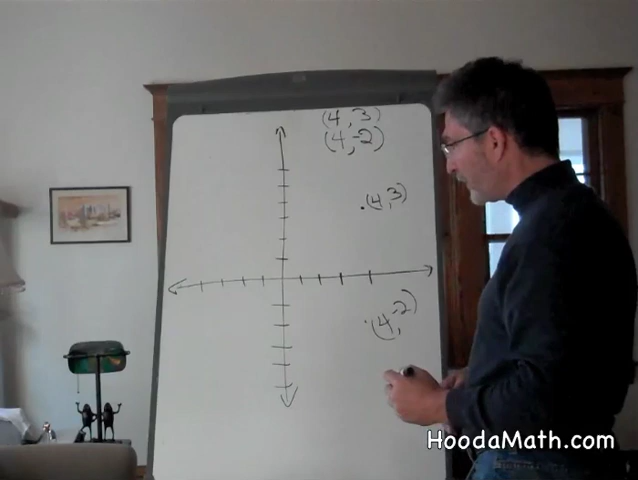 (4, 3)
(4, -2)
(4, 3)
(4, -2)
HoodaMath.com